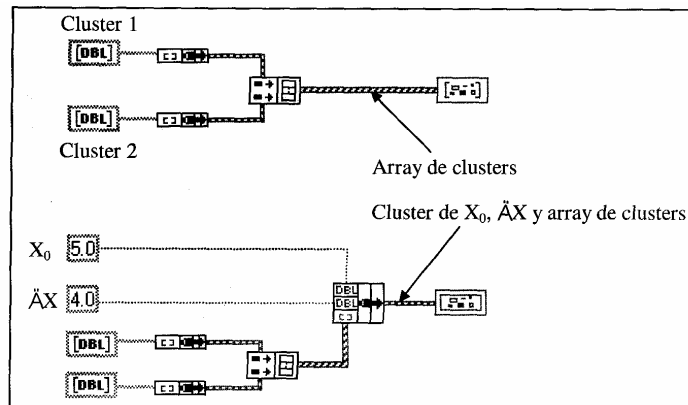 Cluster 1
[DBL]
[DBL]
Cluster 2
Array de clusters
Cluster de X₀, ÄX y array de clusters
X₀ 5.0
DBL
ÄX 4.0
DBL
[DBL]
[DBL]